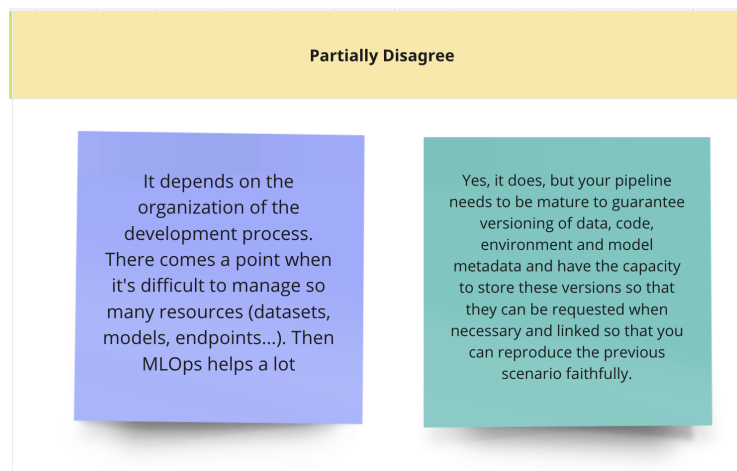 Partially Disagree
It depends on the
organization of the
development process.
There comes a point when
it's difficult to manage so
many resources (datasets,
models, endpoints...). Then
MLOps helps a lot
Yes, it does, but your pipeline
needs to be mature to guarantee
versioning of data, code,
environment and model
metadata and have the capacity
to store these versions so that
they can be requested when
necessary and linked so that you
can reproduce the previous
scenario faithfully.